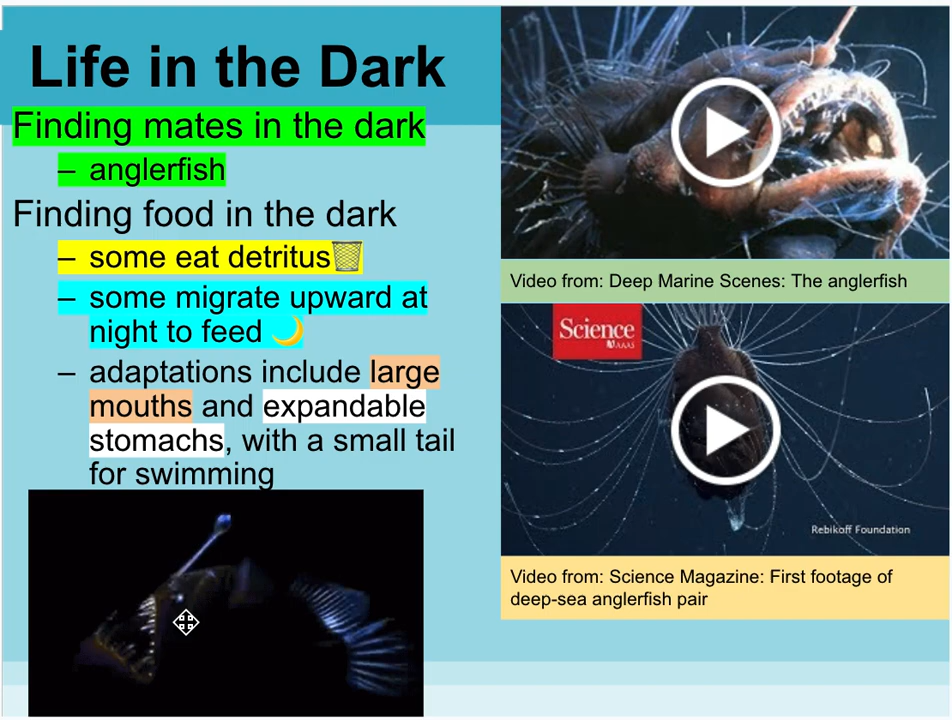 Life in the Dark
Finding mates in the dark
– anglerfish
Finding food in the dark
– some eat detritus🗑
– some migrate upward at
night to feed 🌙
– adaptations include large
mouths and expandable
stomachs, with a small tail
for swimming
Video from: Deep Marine Scenes: The anglerfish
Science
AAAS
Rebikoff Foundation
Video from: Science Magazine: First footage of
deep-sea anglerfish pair